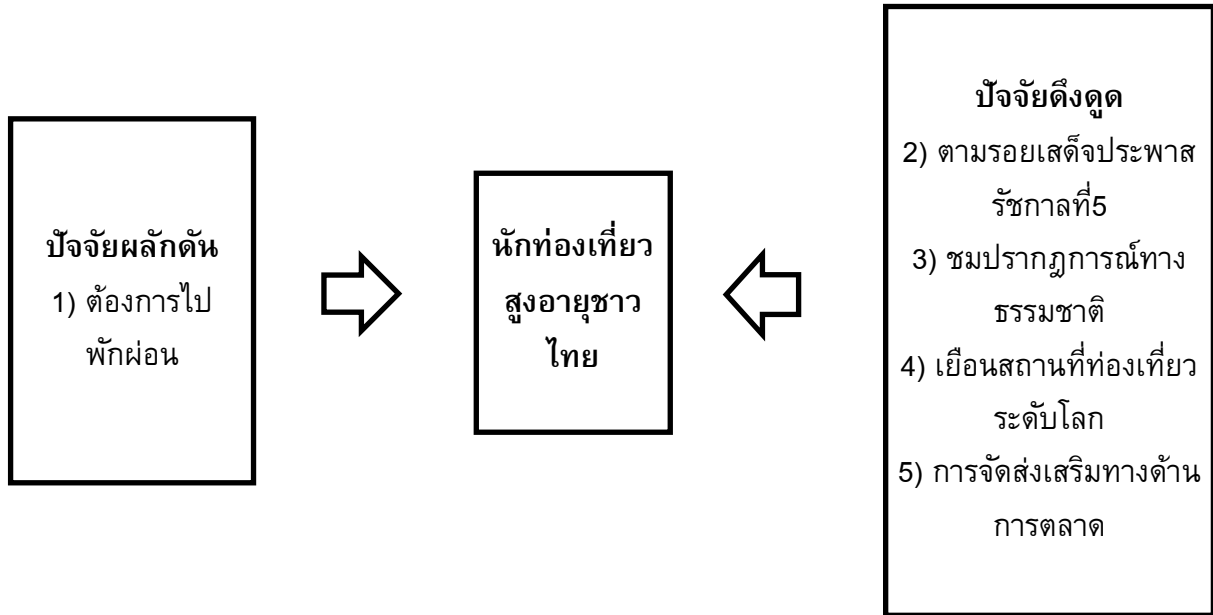 ปัจจัยผลักดัน
1) ต้องการไป
พักผ่อน
นักท่องเที่ยว
สูงอายุชาว
ไทย
ปัจจัยดึงดูด
2) ตามรอยเสด็จประพาส
รัชกาลที่5
3) ชมปรากฏการณ์ทาง
ธรรมชาติ
4) เยือนสถานที่ท่องเที่ยว
ระดับโลก
5) การจัดส่งเสริมทางด้าน
การตลาด